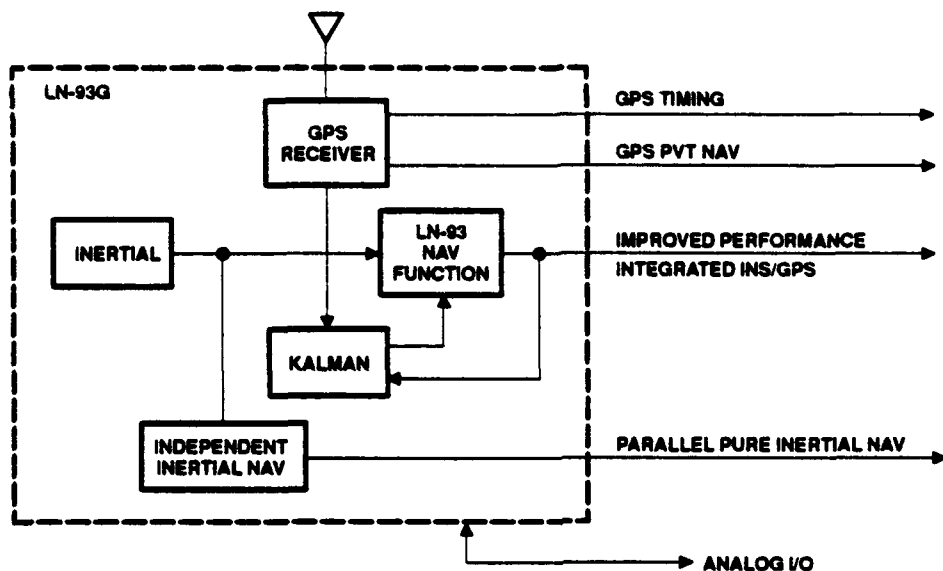 LN-93G
GPS TIMING
GPS
RECEIVER
GPS PVT NAV
INERTIAL
LN-93
NAV
FUNCTION
IMPROVED PERFORMANCE
INTEGRATED INS/GPS
KALMAN
INDEPENDENT
INERTIAL NAV
PARALLEL PURE INERTIAL NAV
ANALOG I/O